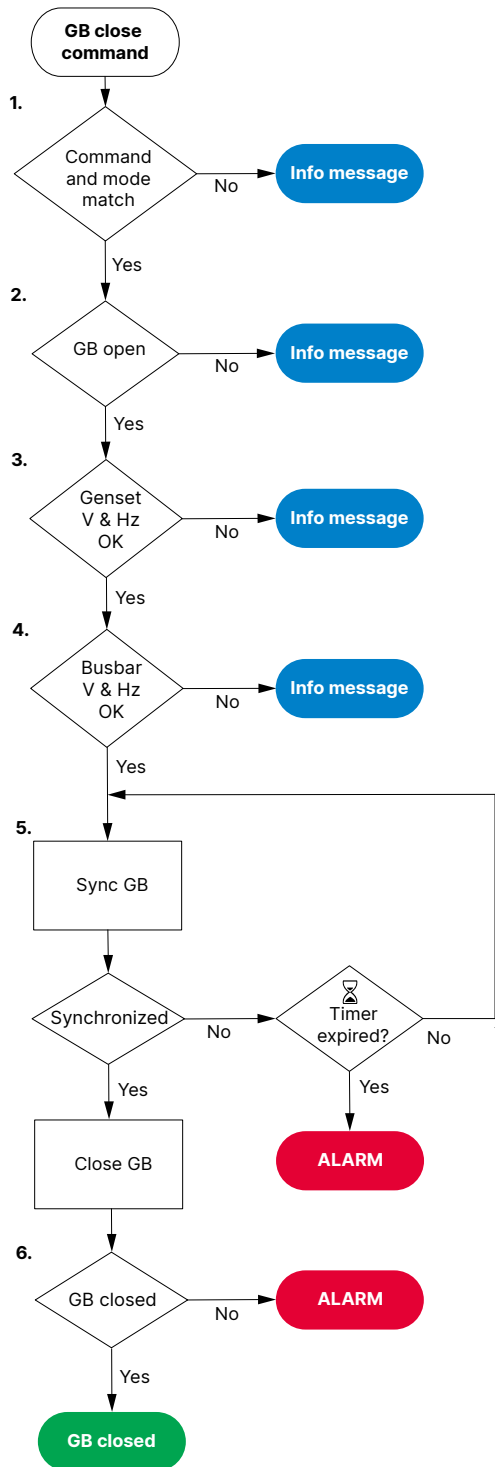 GB close
command
1.
Command
and mode
match
No
Info message
Yes
2.
GB open
No
Info message
Yes
3.
Genset
V & Hz
OK
No
Info message
Yes
4.
Busbar
V & Hz
OK
No
Info message
Yes
5.
Sync GB
Synchronized
No
Timer
expired?
No
Yes
Yes
Close GB
ALARM
6.
GB closed
No
ALARM
Yes
GB closed